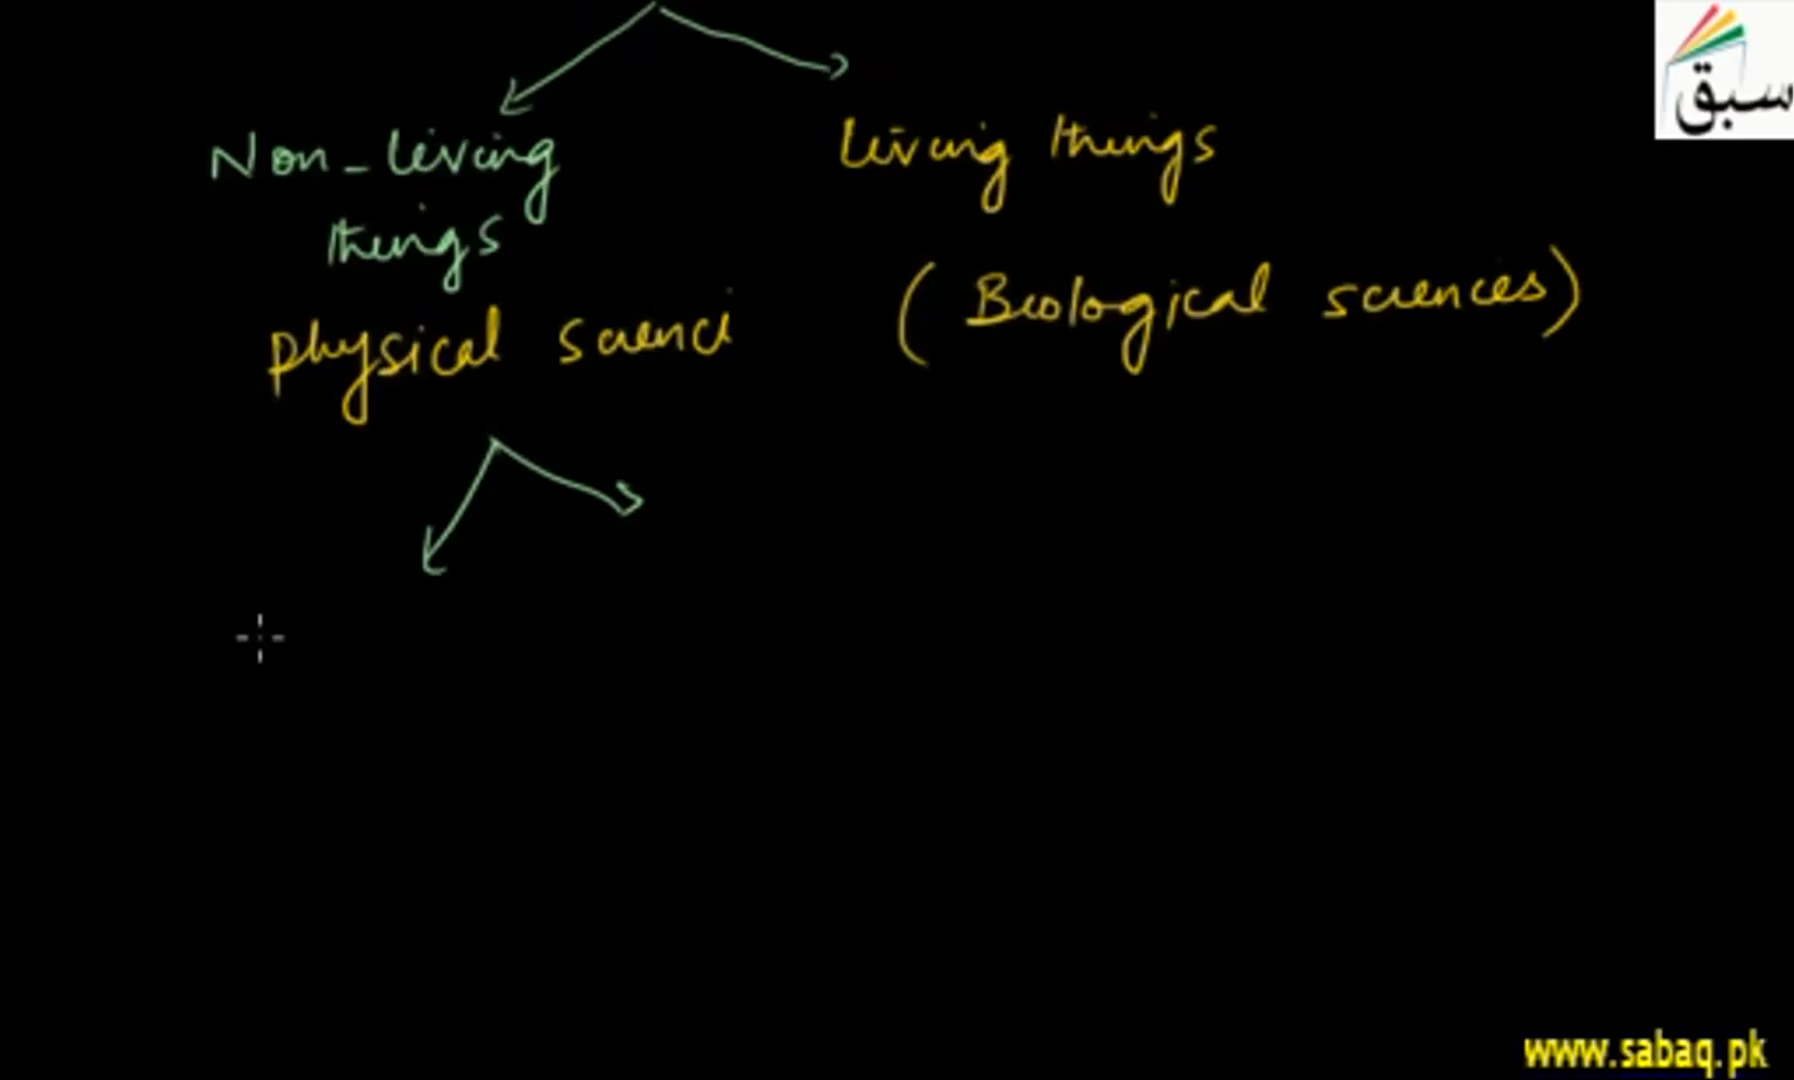 سبق
Non-living
things
living things
physical science
(Biological sciences)
www.sabaq.pk